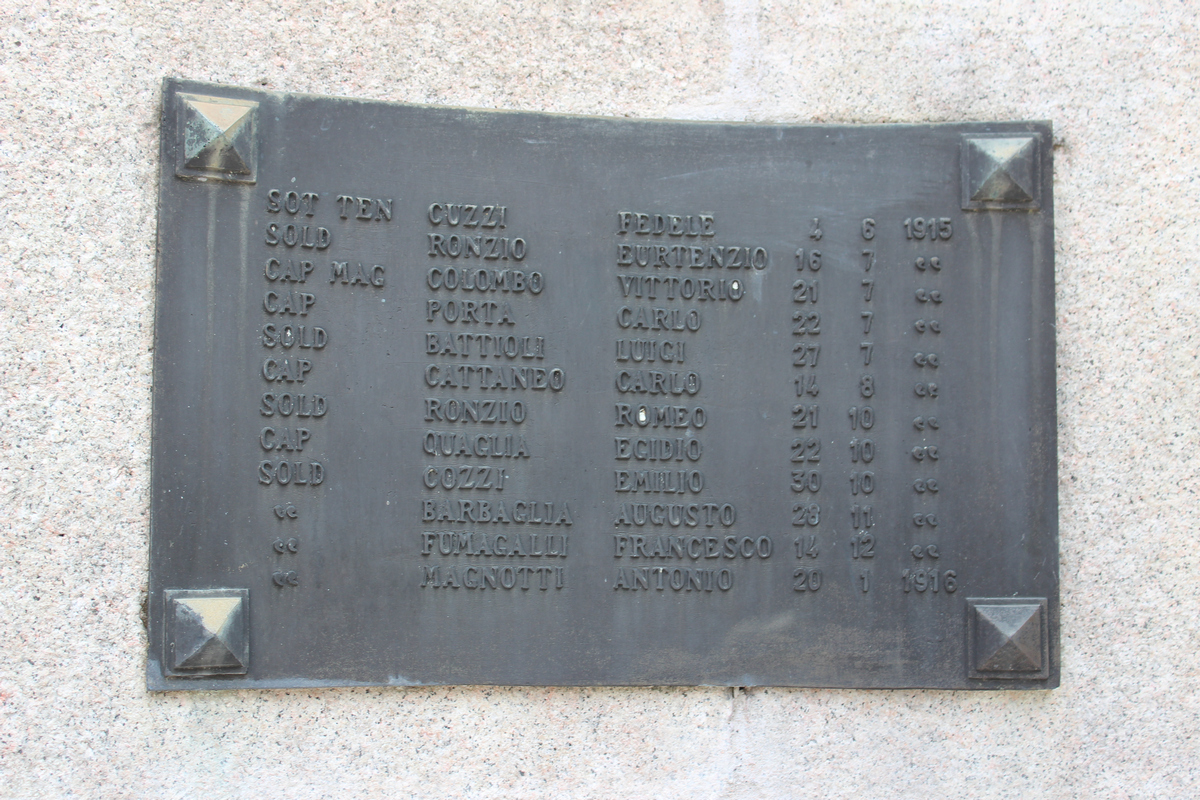 SOT TEN CUZZI FEDELE 4 6 1915
SOLD RONZIO EURTENZIO 16 7 “
CAP MAG COLOMBO VITTORIO 21 7 “
CAP PORTA CARLO 22 7 “
SOLD BATTIOLI LUIGI 27 7 “
CAP CATTANEO CARLO 14 8 “
SOLD RONZIO ROMEO 21 10 “
CAP QUAGLIA EGIDIO 22 10 “
SOLD COZZI EMILIO 30 10 “
“ BARBAGLIA AUGUSTO 28 11 “
“ FUMAGALLI FRANCESCO 14 12 “
“ MAGNOTTI ANTONIO 20 1 1916